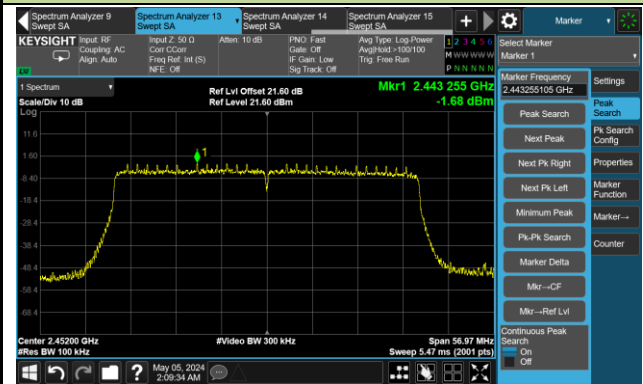 Spectrum Analyzer 9
Swept SA
Spectrum Analyzer 13
Swept SA
Spectrum Analyzer 14
Swept SA
Spectrum Analyzer 15
Swept SA
+
Marker
KEYSIGHT
Input: RF
Coupling: AC
Align: Auto
Input Z: 50 Ω
Corr CCorr
Freq Ref: Int (S)
NFE: Off
Atten: 10 dB
PNO: Fast
Gate: Off
IF Gain: Low
Sig Track: Off
Avg Type: Log-Power
Avg|Hold >100/100
Trig: Free Run
1 2 3 4 5 6
M W W W W W
P N N N N N
Select Marker
Marker 1
1 Spectrum
Scale/Div 10 dB
Log
Ref Lvl Offset 21.60 dB
Ref Level 21.60 dBm
Mkr1 2.443 255 GHz
-1.68 dBm
11.6
1.60
-8.40
-18.4
-28.4
-38.4
-48.4
-58.4
-68.4
1
Center 2.45200 GHz
#Res BW 100 kHz
#Video BW 300 kHz
Span 56.97 MHz
Sweep 5.47 ms (2001 pts)
Marker Frequency
2.443255105 GHz
Peak Search
Next Peak
Next Pk Right
Next Pk Left
Minimum Peak
Pk-Pk Search
Marker Delta
Mkr→CF
Mkr→Ref Lvl
Continuous Peak
Search
On
Off
Settings
Peak
Search
Pk Search
Config
Properties
Marker
Function
Marker→
Counter
May 05, 2024
2:09:34 AM